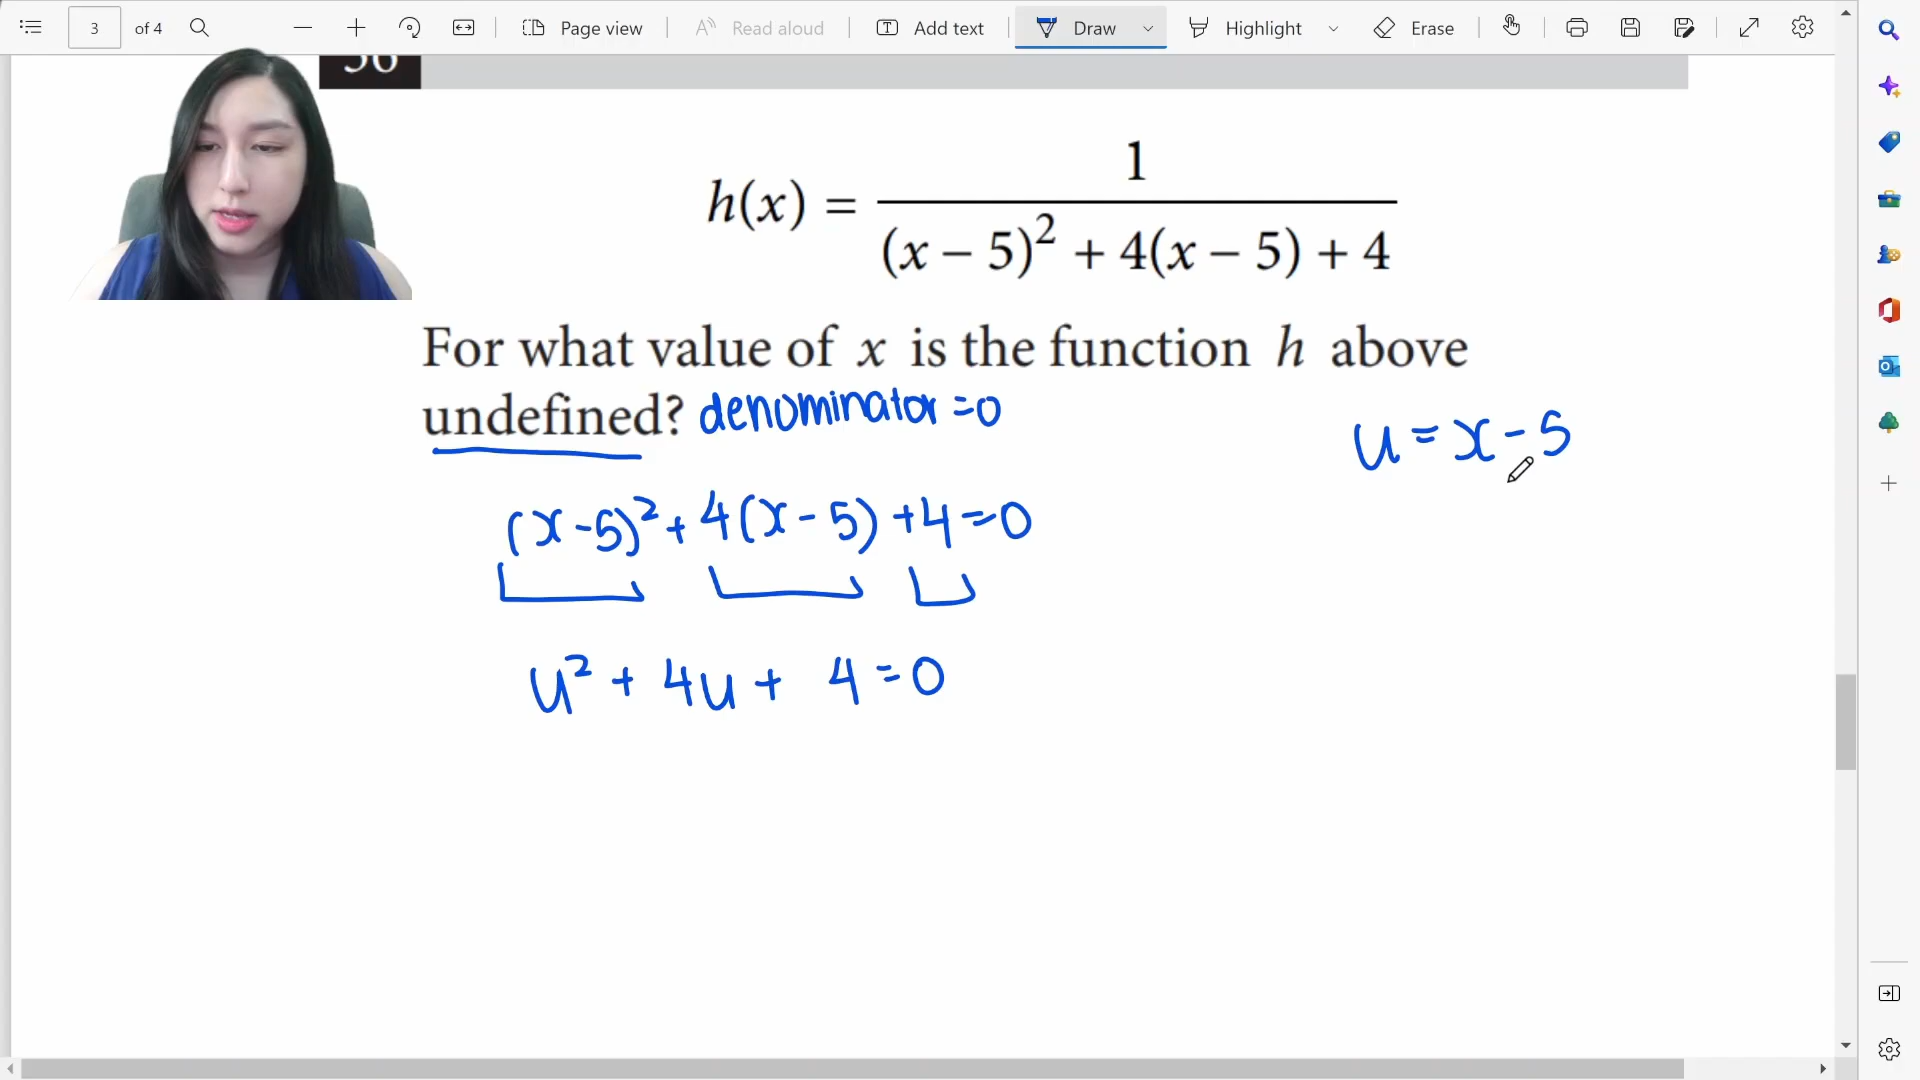 3 of 4 Page view Read aloud Add text Draw Highlight Erase
36
h(x) = 1 / (x − 5)² + 4(x − 5) + 4
For what value of x is the function h above
undefined? denominator = 0
u = x - 5
(x - 5)² + 4(x - 5) + 4 = 0
u² + 4u + 4 = 0